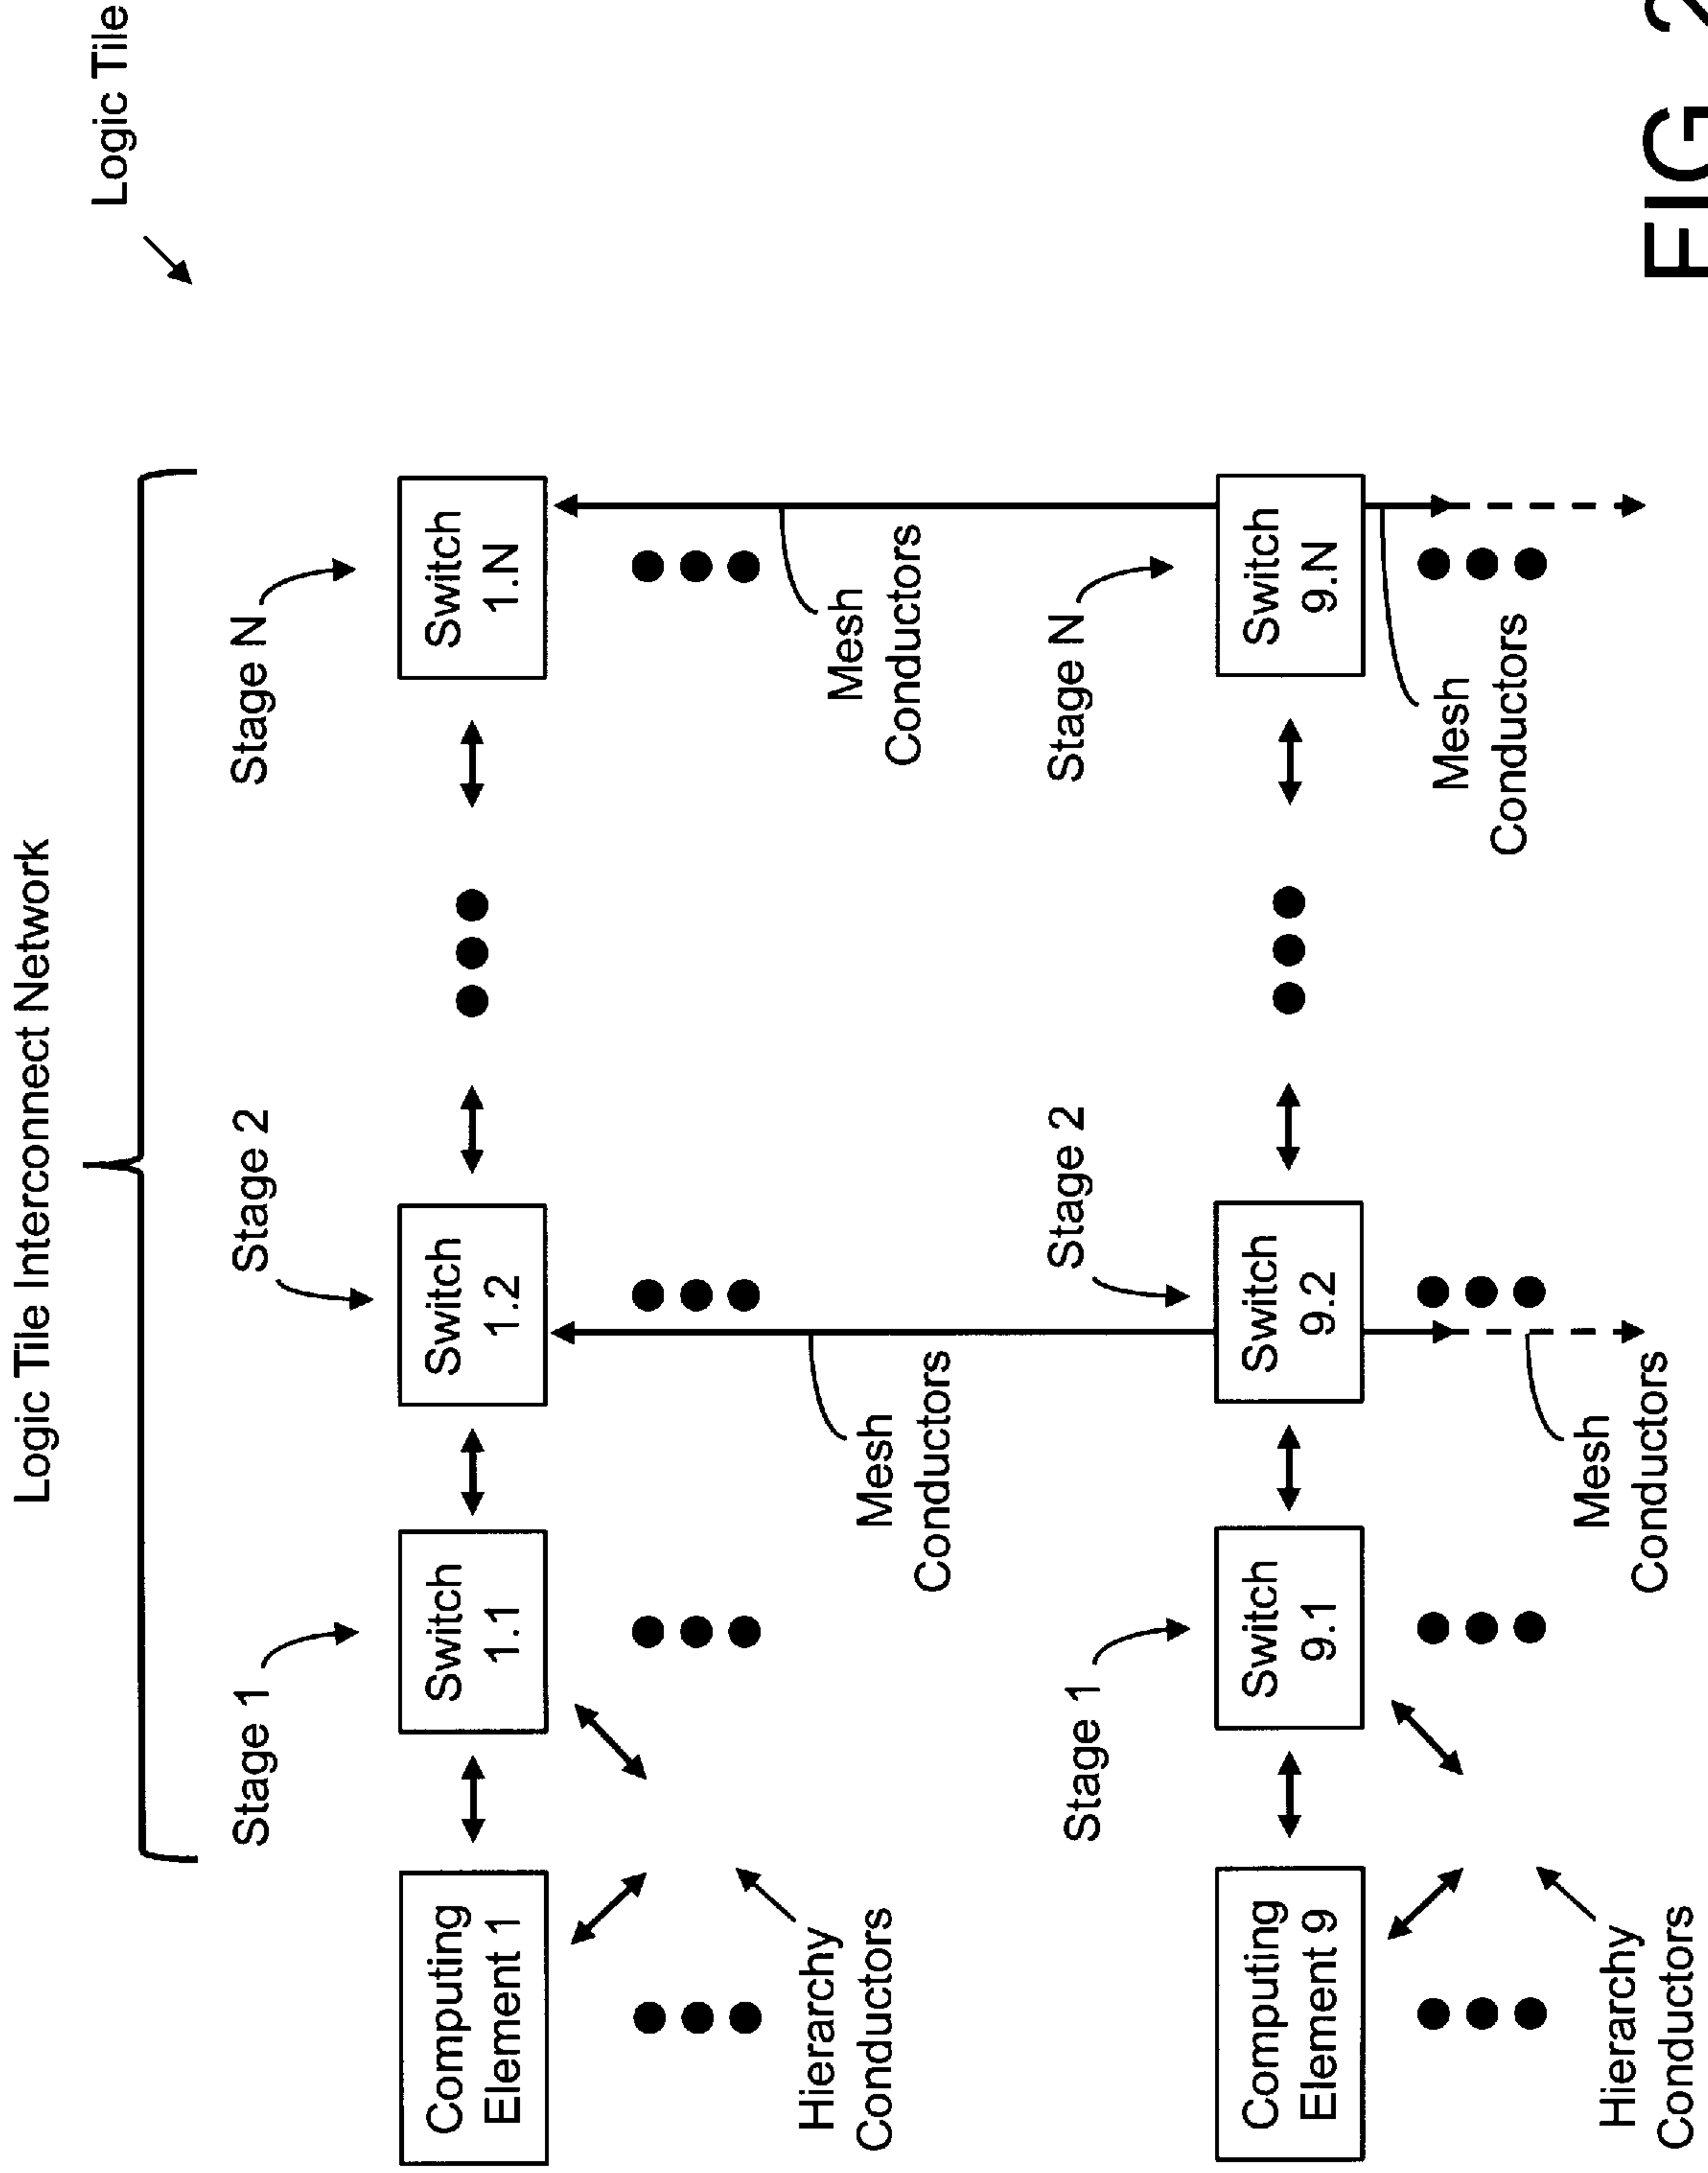 Logic Tile Interconnect Network
Logic Tile
Stage 1
Stage 2
Stage N
Computing
Element 1
Switch
1.1
Switch
1.2
Switch
1.N
Hierarchy
Conductors
Mesh
Conductors
Mesh
Conductors
Stage 1
Stage 2
Stage N
Computing
Element 9
Switch
9.1
Switch
9.2
Switch
9.N
Hierarchy
Conductors
Mesh
Conductors
Mesh
Conductors
FIG. 2